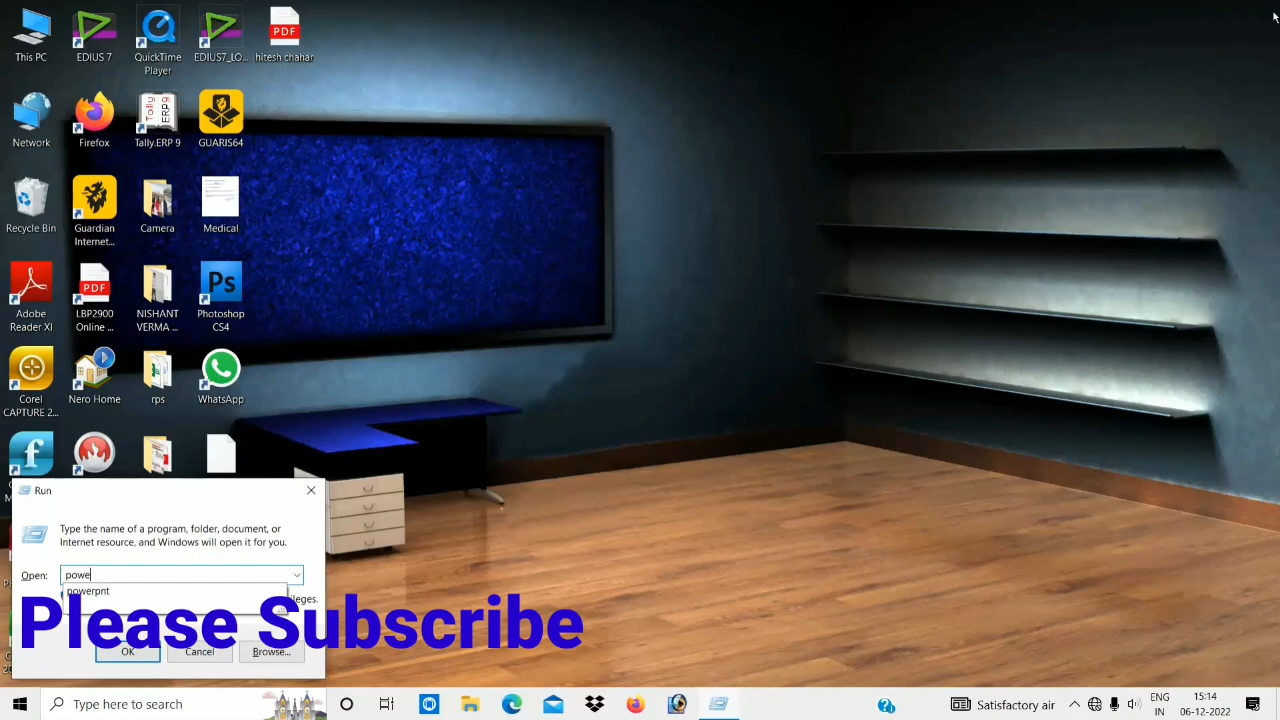 This PC
EDIUS 7
QuickTime
Player
EDIUS7_LO...
PDF
hitesh chahar
Network
Firefox
Tally.ERP 9
GUARIS64
Recycle Bin
Guardian
Internet...
Camera
Medical
Adobe
Reader XI
PDF
LBP2900
Online ...
NISHANT
VERMA ...
Ps
Photoshop
CS4
Corel
CAPTURE 2...
Nero Home
rps
WhatsApp
Run
Type the name of a program, folder, document, or
Internet resource, and Windows will open it for you.
Open:
powe
powerpnt
ileges.
Please Subscribe
OK
Cancel
Browse...
Type here to search
Satisfactory air
ENG
IN
15:14
06-12-2022